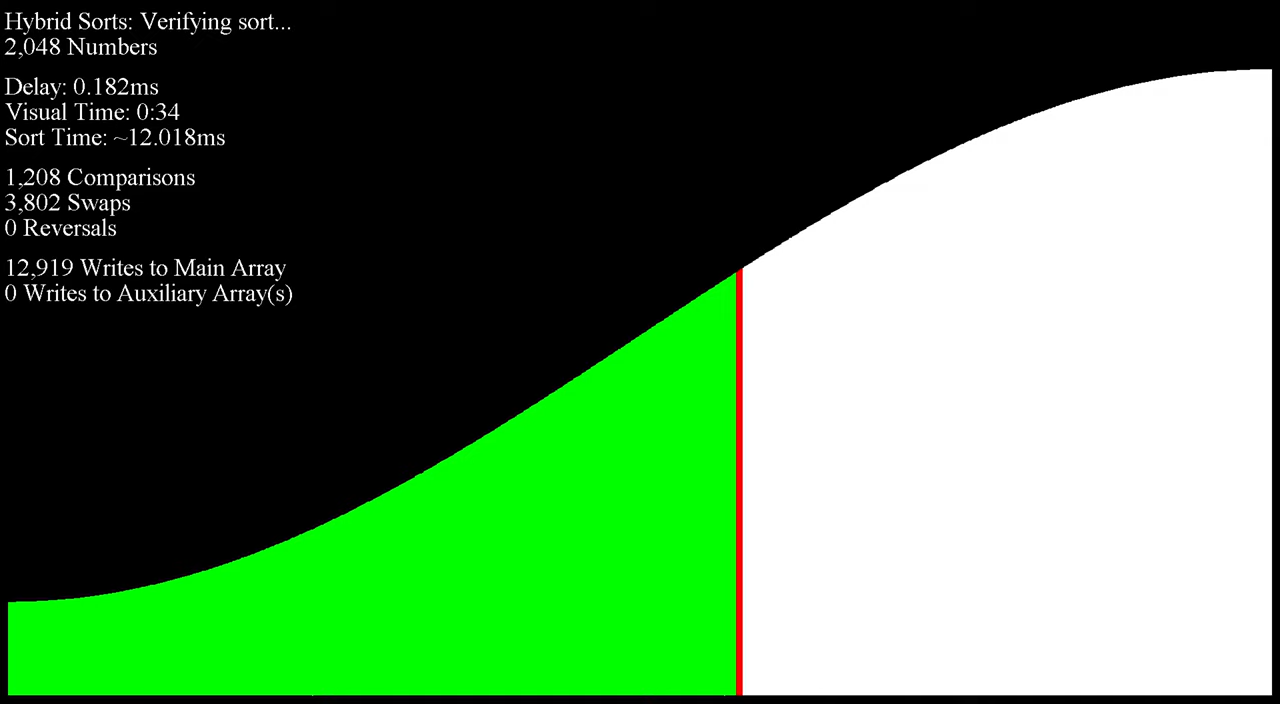 Hybrid Sorts: Verifying sort...
2,048 Numbers
Delay: 0.182ms
Visual Time: 0:34
Sort Time: ~12.018ms
1,208 Comparisons
3,802 Swaps
0 Reversals
12,919 Writes to Main Array
0 Writes to Auxiliary Array(s)